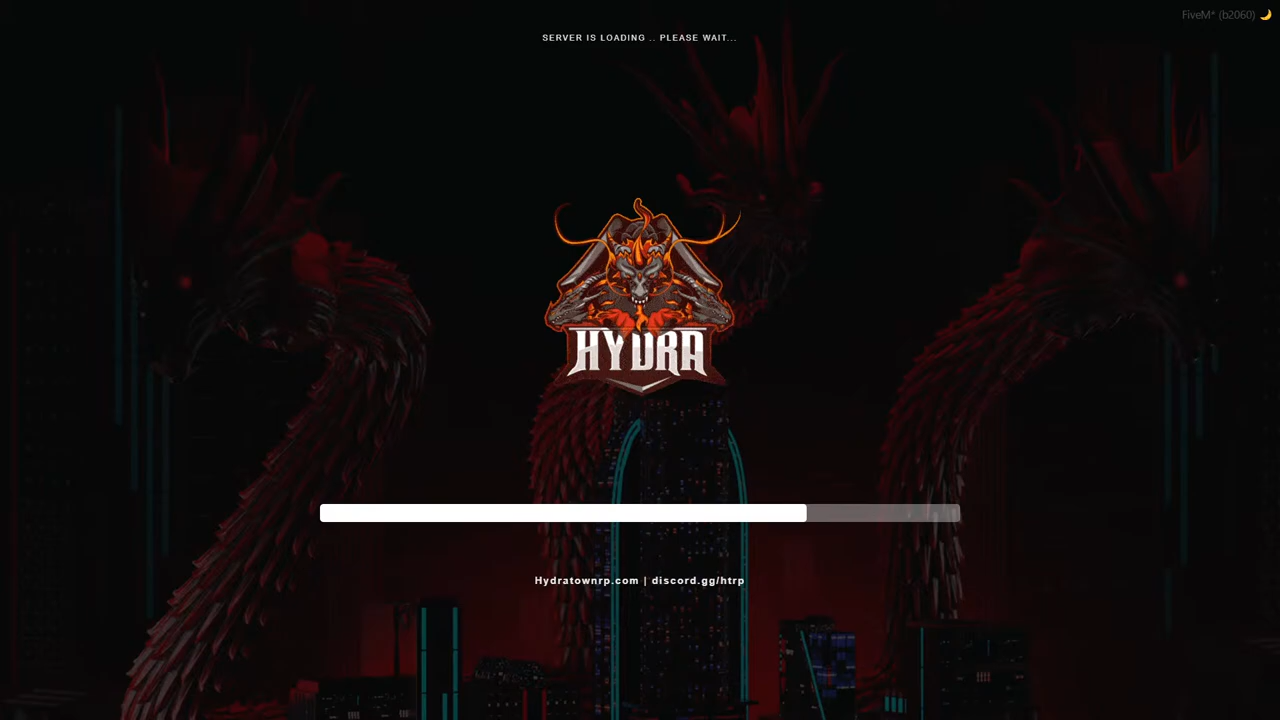 FiveM* (b2060) 🌙
SERVER IS LOADING .. PLEASE WAIT...
HYDRA
Hydratownrp.com | discord.gg/htrp